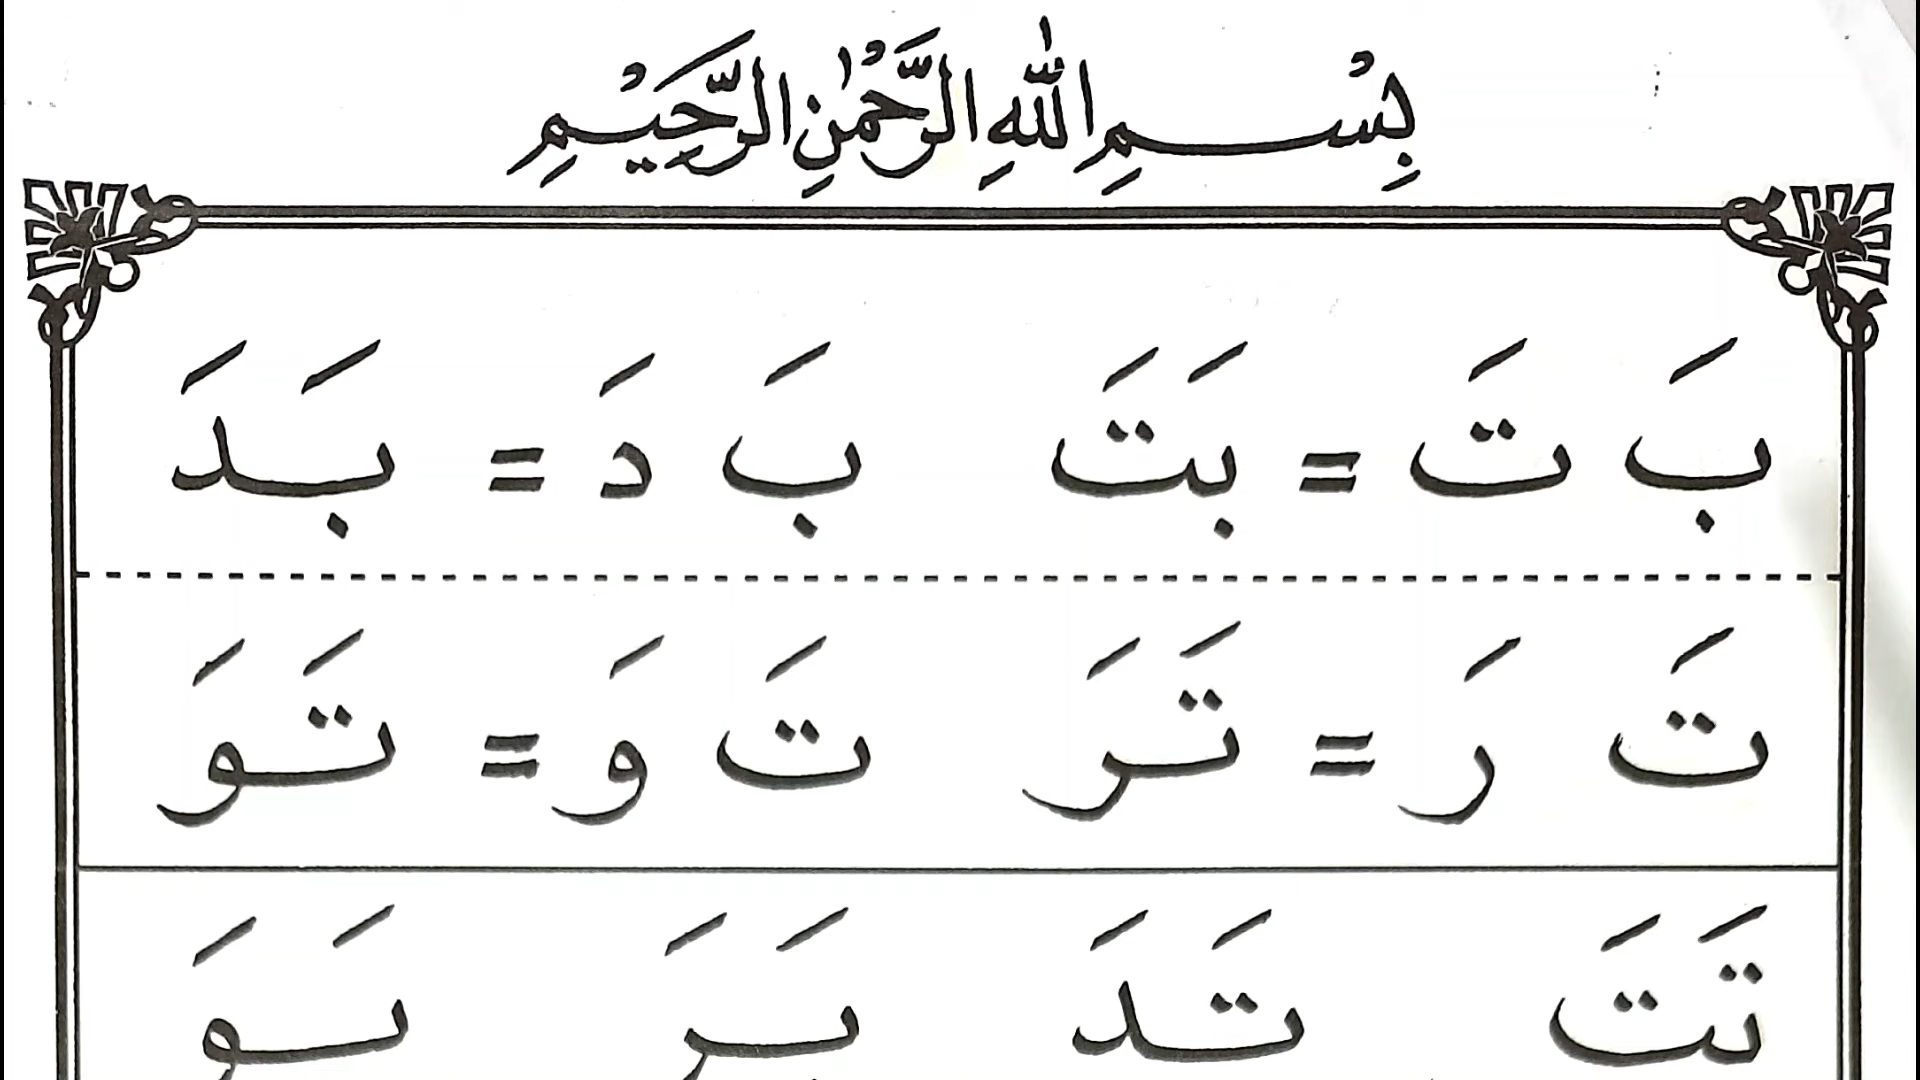 بِسْمِ اللّٰهِ الرَّحْمٰنِ الرَّحِيْمِ
بَ تَ = بَتَ بَ دَ = بَدَ
تَ رَ = تَرَ تَ وَ = تَوَ
تَتَ تَدَ بَرَ